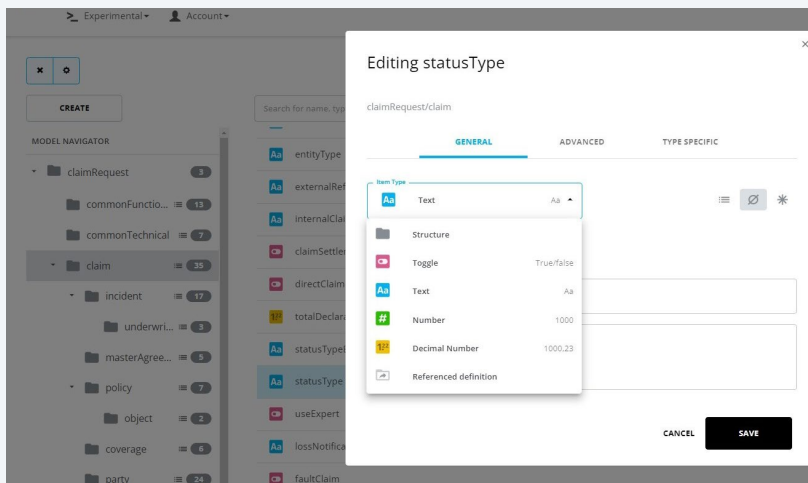 Experimental
Account
×
Editing statusType
claimRequest/claim
GENERAL ADVANCED TYPE SPECIFIC
Item Type
Aa Text Aa
Structure
Toggle True/false
Aa Text Aa
# Number 1000
Decimal Number 1000.23
Referenced definition
CANCEL SAVE
CREATE
Search for name, typ
MODEL NAVIGATOR
claimRequest 3
commonFunctio... 13
commonTechnical 7
claim 35
incident 17
underwri... 3
masterAgree... 5
policy 7
object 2
coverage 6
party 24
Aa entityType
Aa externalRef
Aa internalClai
claimSettle
directClaim
totalDeclar
Aa statusType
Aa statusType
useExpert
Aa lossNotifica
faultClaim